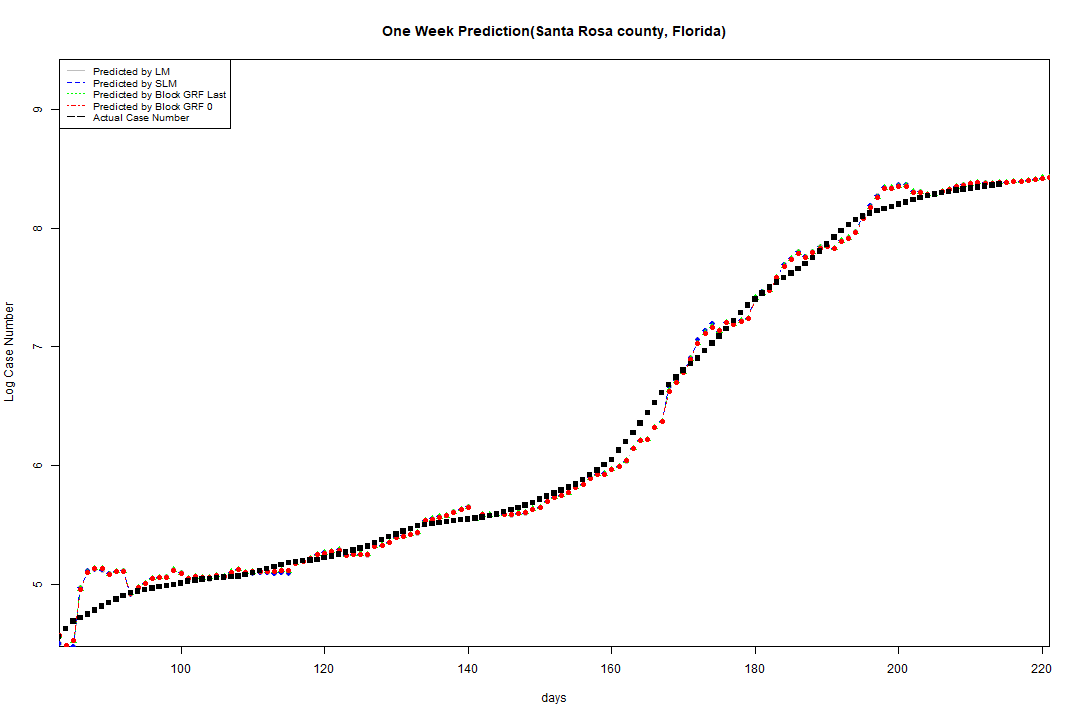 One Week Prediction(Santa Rosa county, Florida)
Predicted by LM
Predicted by SLM
Predicted by Block GRF Last
Predicted by Block GRF 0
Actual Case Number
9
8
7
6
5
Log Case Number
100 120 140 160 180 200 220
days